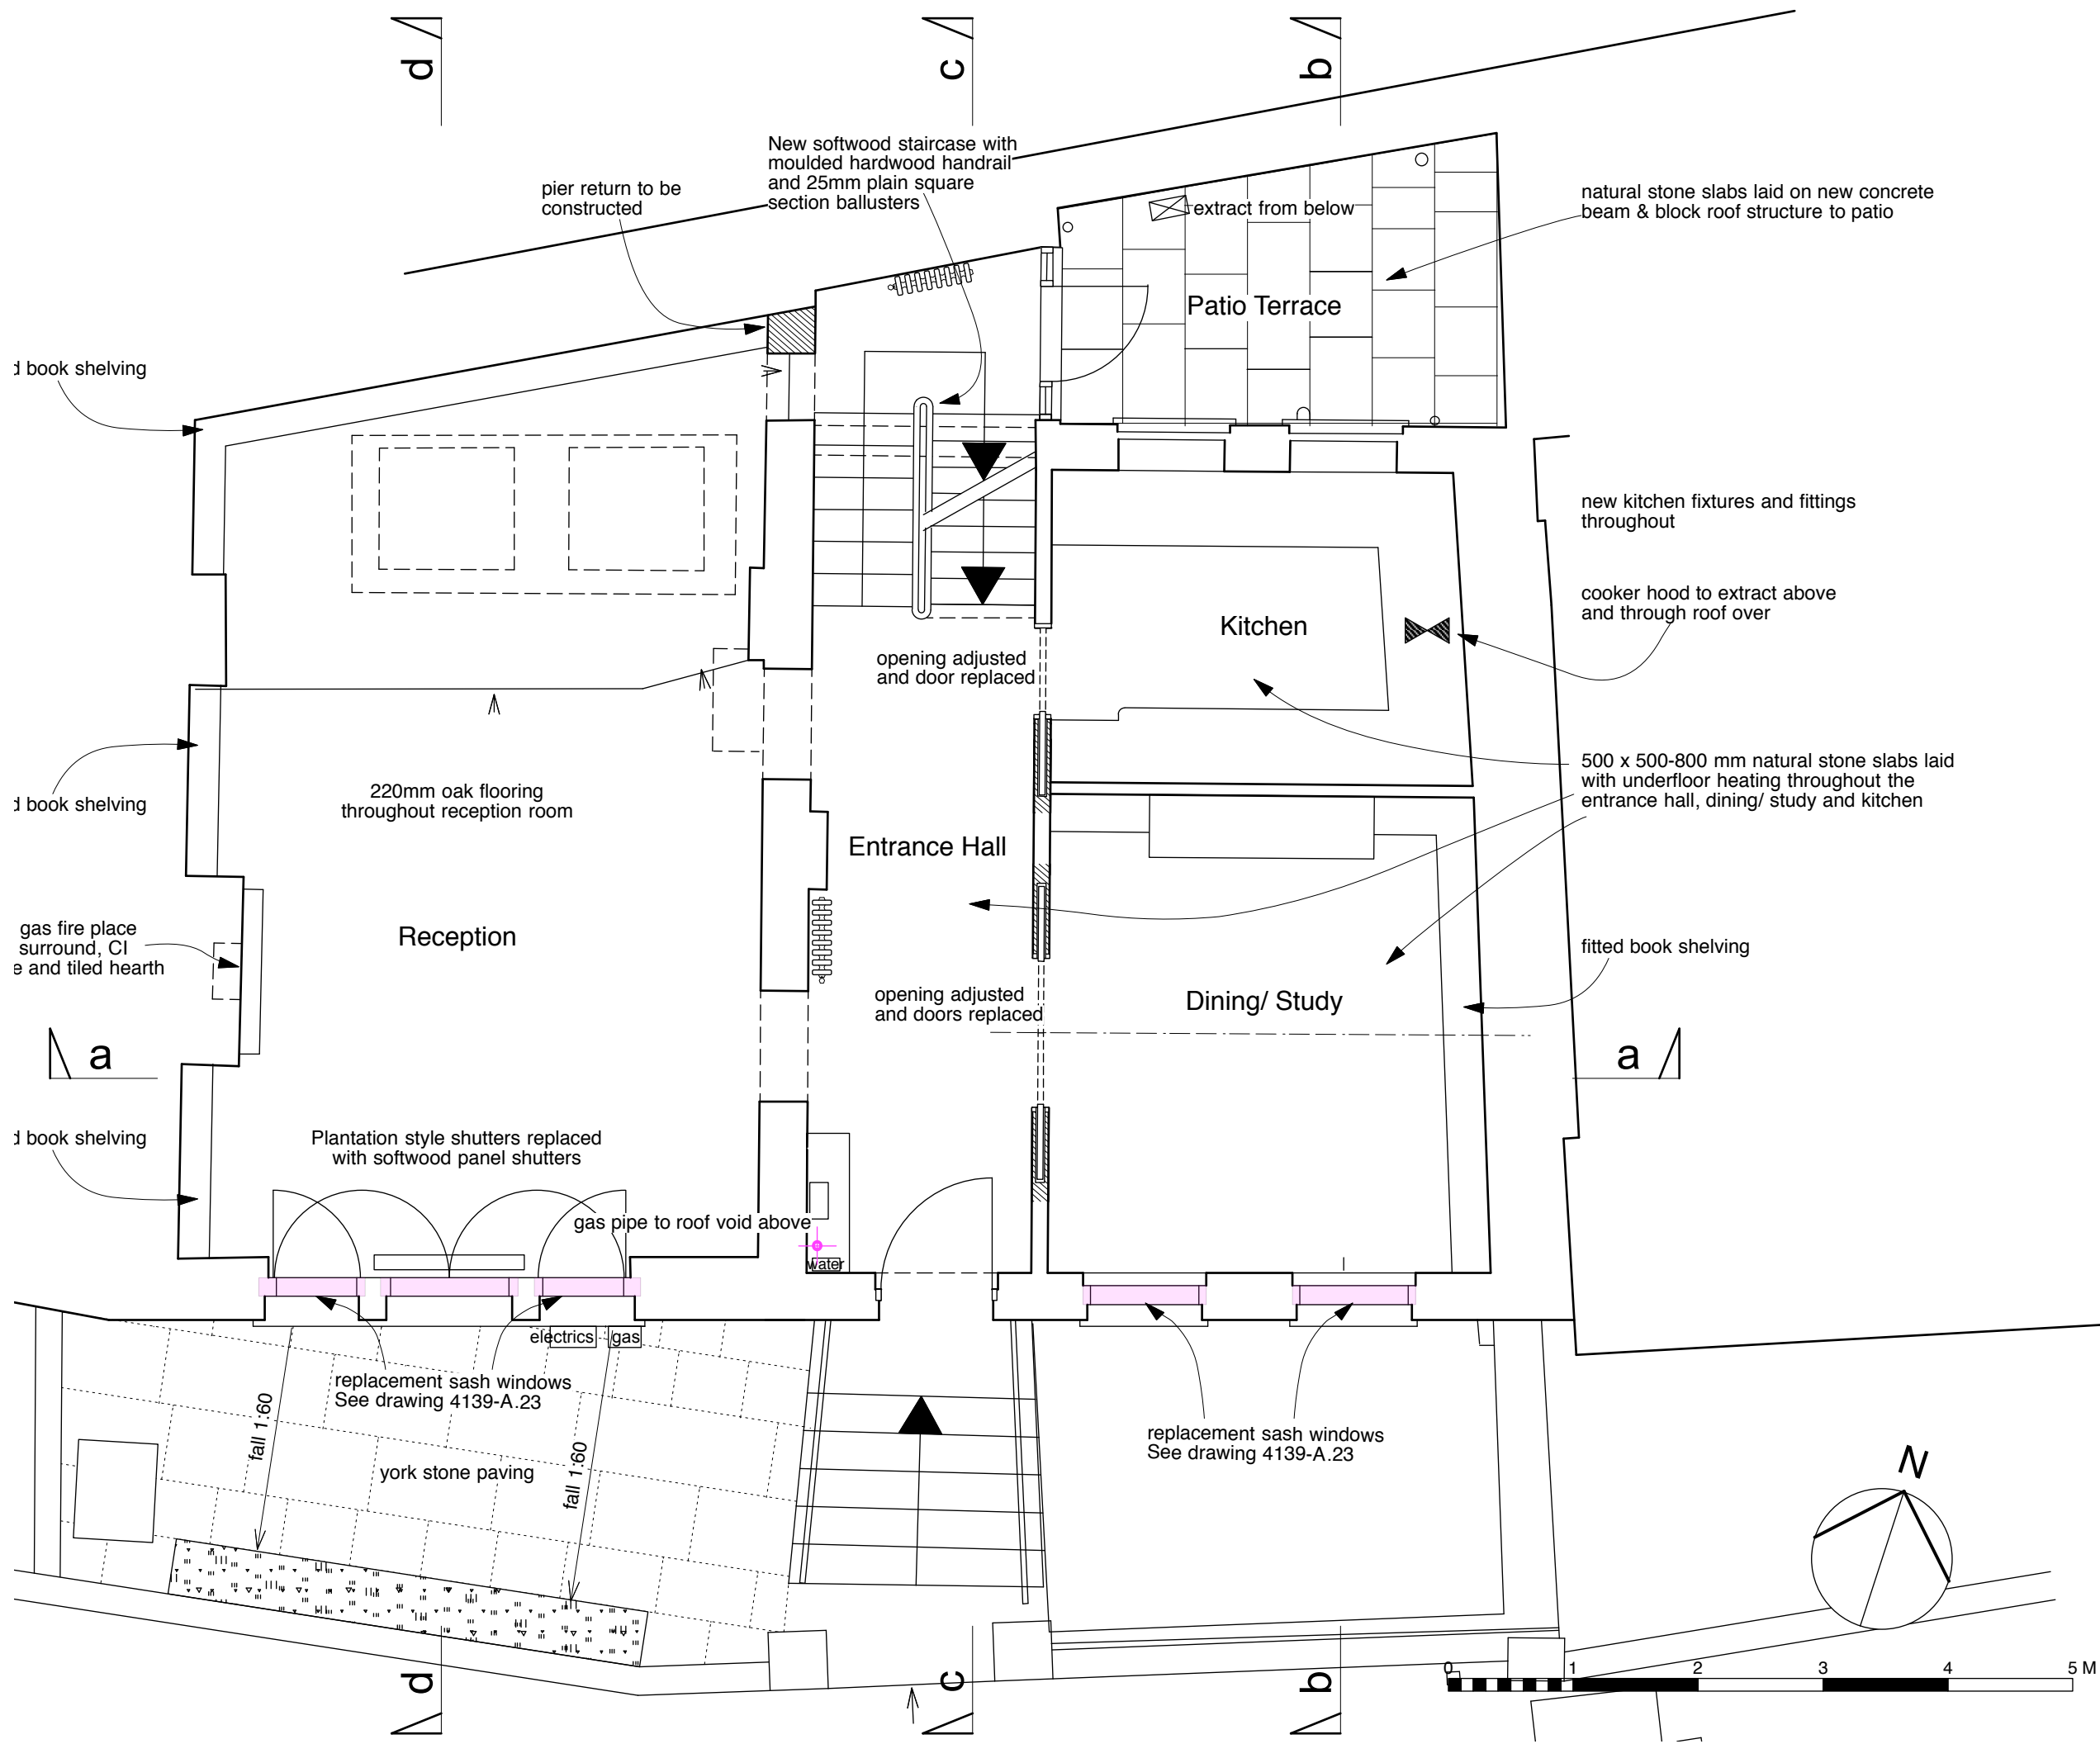 d
c
b
New softwood staircase with
moulded hardwood handrail
and 25mm plain square
section ballusters
pier return to be
constructed
extract from below
natural stone slabs laid on new concrete
beam & block roof structure to patio
Patio Terrace
d book shelving
new kitchen fixtures and fittings
throughout
cooker hood to extract above
and through roof over
Kitchen
opening adjusted
and door replaced
d book shelving
220mm oak flooring
throughout reception room
500 x 500-800 mm natural stone slabs laid
with underfloor heating throughout the
entrance hall, dining/ study and kitchen
Entrance Hall
gas fire place
surround, CI
e and tiled hearth
Reception
fitted book shelving
opening adjusted
and doors replaced
Dining/ Study
a
a
d book shelving
Plantation style shutters replaced
with softwood panel shutters
gas pipe to roof void above
water
electrics
gas
replacement sash windows
See drawing 4139-A.23
fall 1:60
fall 1:60
york stone paving
replacement sash windows
See drawing 4139-A.23
N
d
c
b
0 1 2 3 4 5 M